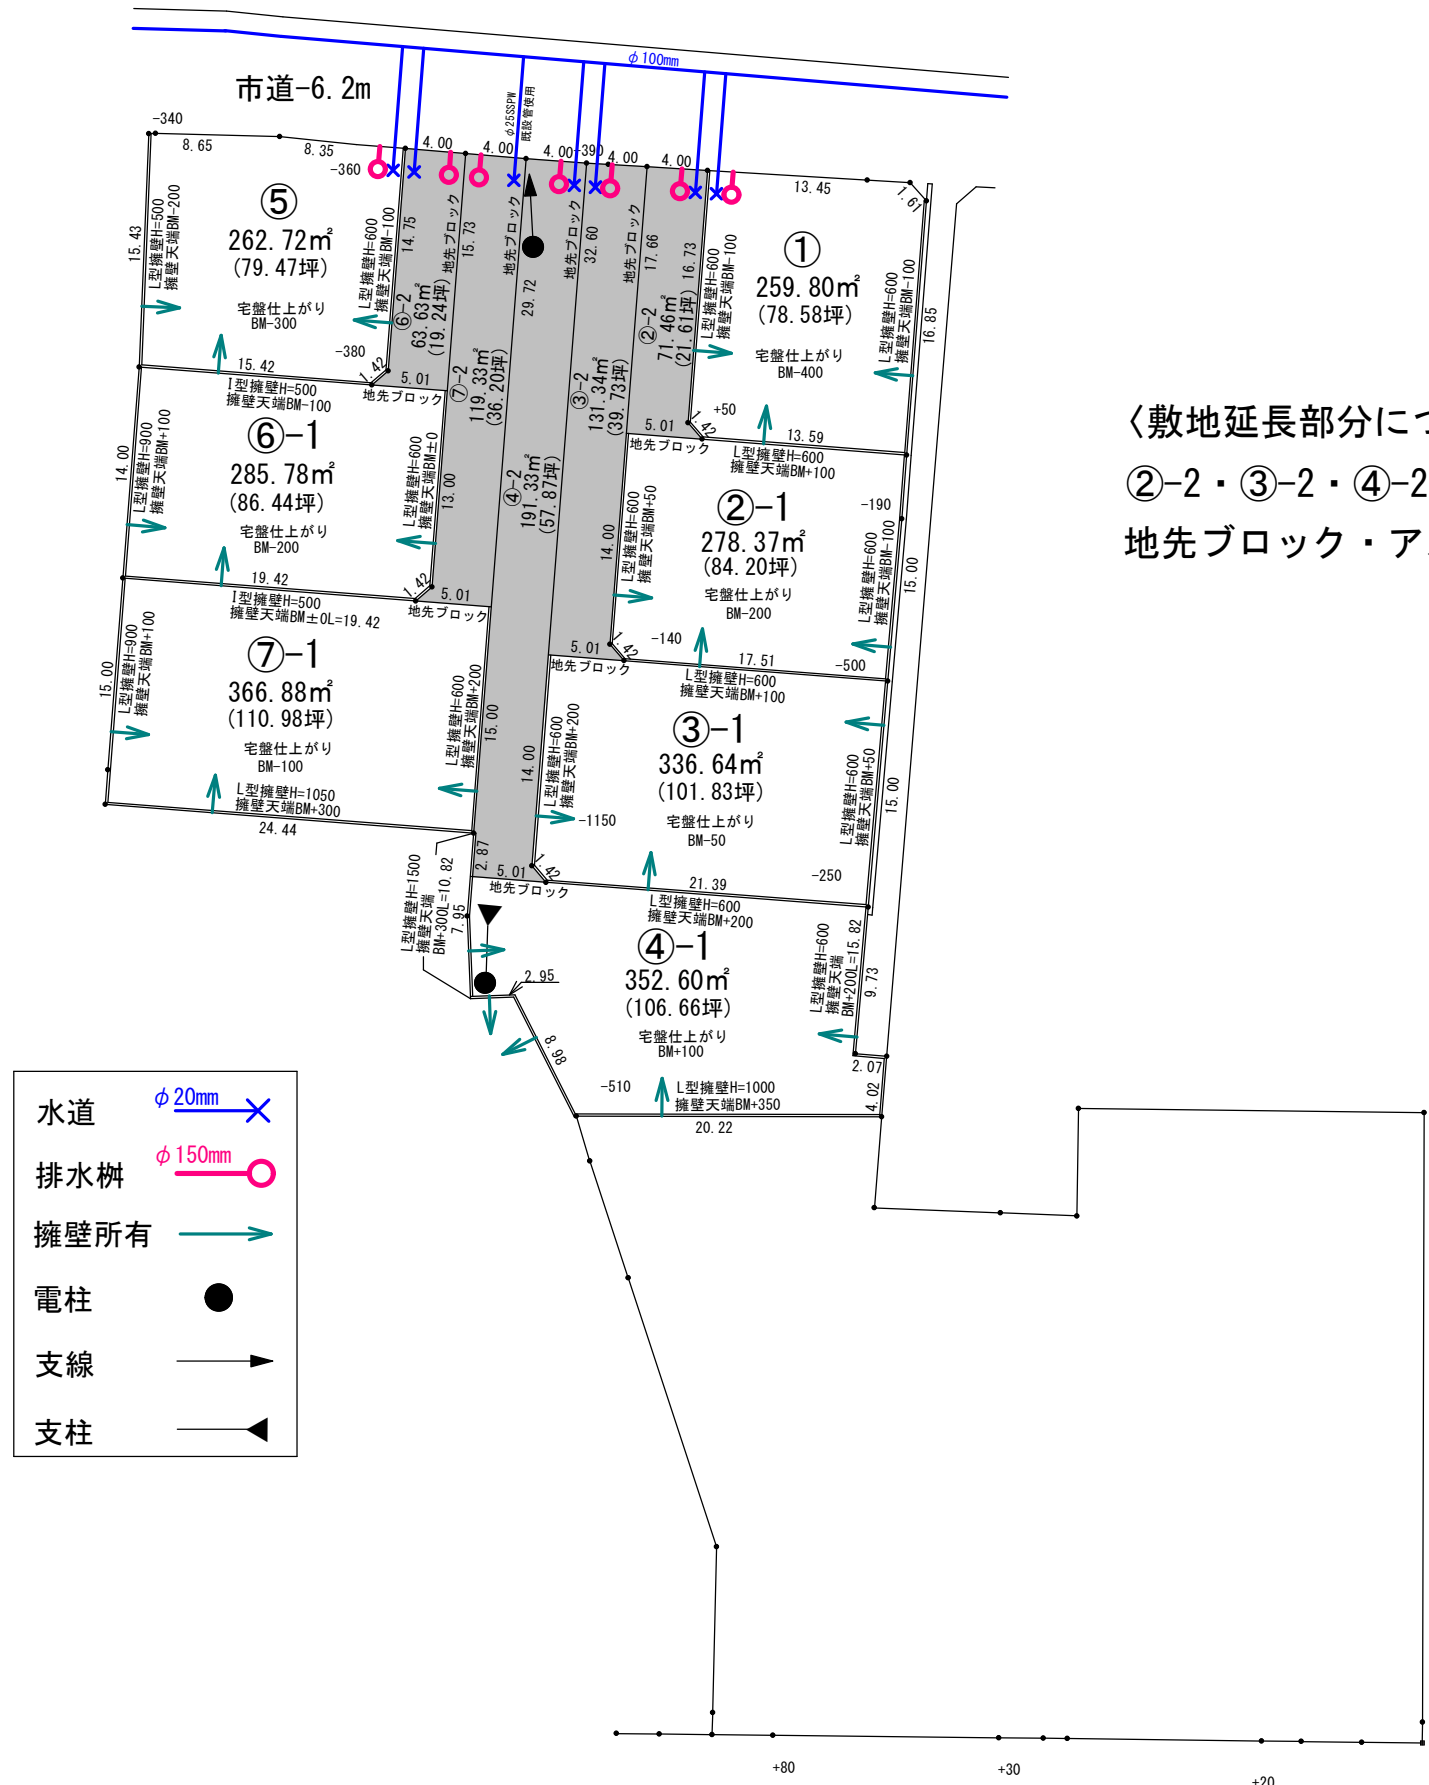 φ100mm
市道-6.2m
φ25SSPW
既設管使用
-340
8.65
8.35
-360
4.00
4.00
4.00
-390
4.00
4.00
13.45
1.61
⑤
262.72㎡
(79.47坪)
宅盤仕上がり
BM-300
15.43
L型擁壁H=500
擁壁天端BM-200
L型擁壁H=600
擁壁天端BM-100
14.75
-380
1.42
15.42
I型擁壁H=500
擁壁天端BM-100
5.01
地先ブロック
⑥-2
63.63㎡
(19.24坪)
15.73
地先ブロック
⑦-2
119.33㎡
(36.20坪)
地先ブロック
29.72
④-2
191.33㎡
(57.87坪)
地先ブロック
32.60
③-2
131.34㎡
(39.73坪)
地先ブロック
17.66
②-2
71.46㎡
(21.61坪)
16.73
L型擁壁H=600
擁壁天端BM-100
①
259.80㎡
(78.58坪)
宅盤仕上がり
BM-400
L型擁壁H=600
擁壁天端BM-100
16.85
+50
1.42
5.01
地先ブロック
13.59
L型擁壁H=600
擁壁天端BM+100
⑥-1
285.78㎡
(86.44坪)
宅盤仕上がり
BM-200
14.00
L型擁壁H=900
擁壁天端BM+100
L型擁壁H=600
擁壁天端BM±0
13.00
1.42
19.42
I型擁壁H=500
擁壁天端BM±0L=19.42
5.01
地先ブロック
②-1
278.37㎡
(84.20坪)
宅盤仕上がり
BM-200
L型擁壁H=600
擁壁天端BM+50
14.00
-190
L型擁壁H=600
擁壁天端BM-100
15.00
-140
1.42
5.01
地先ブロック
17.51
-500
L型擁壁H=600
擁壁天端BM+100
⑦-1
366.88㎡
(110.98坪)
宅盤仕上がり
BM-100
15.00
L型擁壁H=900
擁壁天端BM+100
L型擁壁H=600
擁壁天端BM+200
15.00
L型擁壁H=1050
擁壁天端BM+300
24.44
③-1
336.64㎡
(101.83坪)
宅盤仕上がり
BM-50
14.00
L型擁壁H=600
擁壁天端BM+200
L型擁壁H=600
擁壁天端BM+50
15.00
-1150
1.42
-250
21.39
L型擁壁H=600
擁壁天端BM+200
2.87
5.01
地先ブロック
L型擁壁H=1500
擁壁天端
BM+300L=10.82
7.95
2.95
8.98
④-1
352.60㎡
(106.66坪)
宅盤仕上がり
BM+100
L型擁壁H=600
擁壁天端
BM+200L=15.82
9.73
2.07
4.02
-510
L型擁壁H=1000
擁壁天端BM+350
20.22
〈敷地延長部分につ
②-2・③-2・④-2
地先ブロック・ア
水道
φ20mm
排水桝
φ150mm
擁壁所有
電柱
支線
支柱
+80
+30
+20